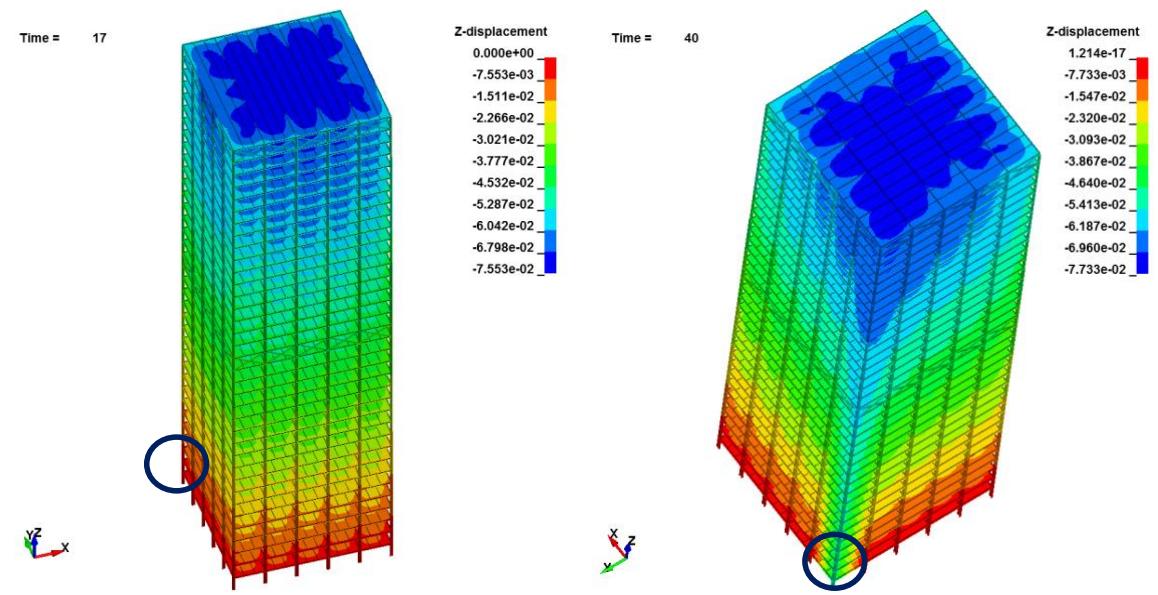 Time = 17
Z-displacement
0.000e+00
-7.553e-03
-1.511e-02
-2.266e-02
-3.021e-02
-3.777e-02
-4.532e-02
-5.287e-02
-6.042e-02
-6.798e-02
-7.553e-02
Y Z
X
Time = 40
Z-displacement
1.214e-17
-7.733e-03
-1.547e-02
-2.320e-02
-3.093e-02
-3.867e-02
-4.640e-02
-5.413e-02
-6.187e-02
-6.960e-02
-7.733e-02
X Z
Y